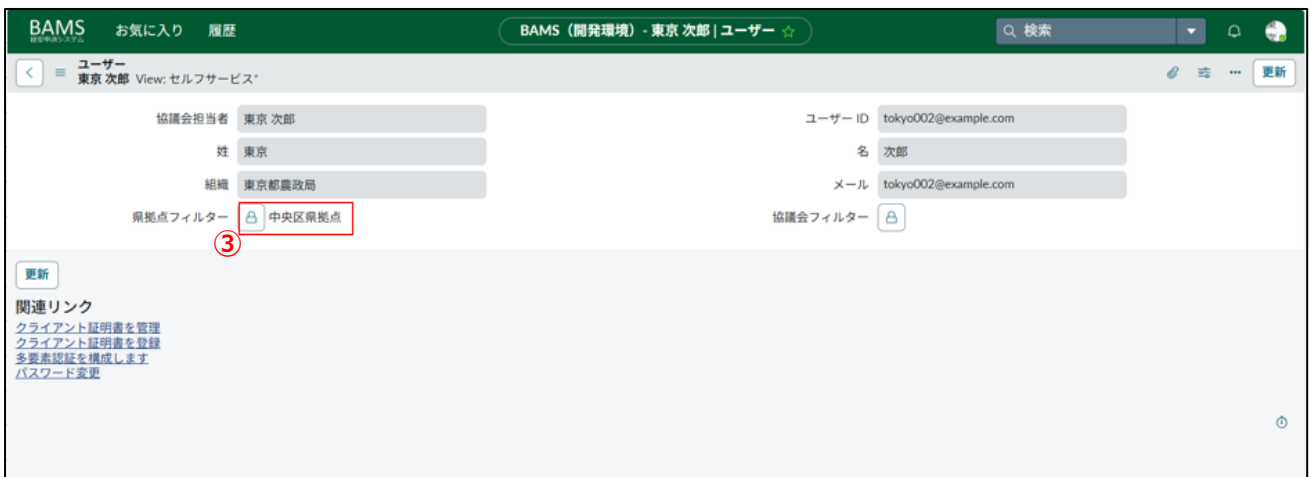 BAMS お気に入り 履歴 BAMS（開発環境）- 東京 次郎 | ユーザー ☆ 検索
経営申請システム
ユーザー
東京 次郎 View: セルフサービス* 更新
協議会担当者 東京 次郎 ユーザー ID tokyo002@example.com
姓 東京 名 次郎
組織 東京都農政局 メール tokyo002@example.com
県拠点フィルター 中央区県拠点 協議会フィルター
③
更新
関連リンク
クライアント証明書を管理
クライアント証明書を登録
多要素認証を構成します
パスワード変更